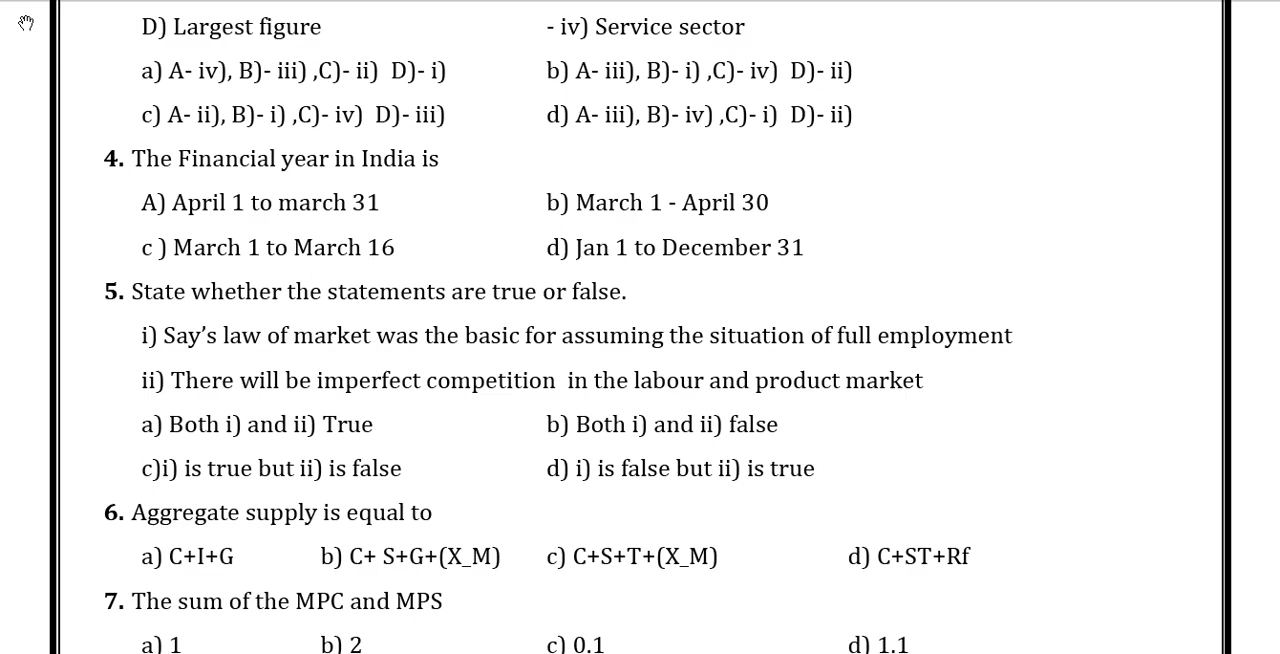 D) Largest figure - iv) Service sector
a) A- iv), B)- iii) ,C)- ii) D)- i) b) A- iii), B)- i) ,C)- iv) D)- ii)
c) A- ii), B)- i) ,C)- iv) D)- iii) d) A- iii), B)- iv) ,C)- i) D)- ii)
4. The Financial year in India is
A) April 1 to march 31 b) March 1 - April 30
c ) March 1 to March 16 d) Jan 1 to December 31
5. State whether the statements are true or false.
i) Say’s law of market was the basic for assuming the situation of full employment
ii) There will be imperfect competition in the labour and product market
a) Both i) and ii) True b) Both i) and ii) false
c)i) is true but ii) is false d) i) is false but ii) is true
6. Aggregate supply is equal to
a) C+I+G b) C+ S+G+(X_M) c) C+S+T+(X_M) d) C+ST+Rf
7. The sum of the MPC and MPS
a) 1 b) 2 c) 0.1 d) 1.1